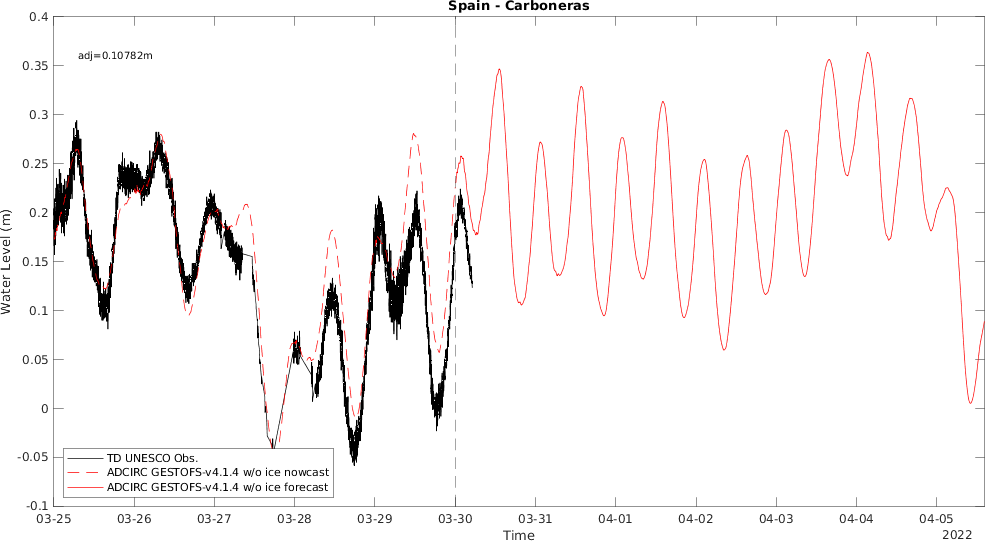 Spain - Carboneras
adj=0.10782m
Water Level (m)
0.4
0.35
0.3
0.25
0.2
0.15
0.1
0.05
0
-0.05
-0.1
TD UNESCO Obs.
ADCIRC GESTOFS-v4.1.4 w/o ice nowcast
ADCIRC GESTOFS-v4.1.4 w/o ice forecast
03-25 03-26 03-27 03-28 03-29 03-30 03-31 04-01 04-02 04-03 04-04 04-05
Time
2022